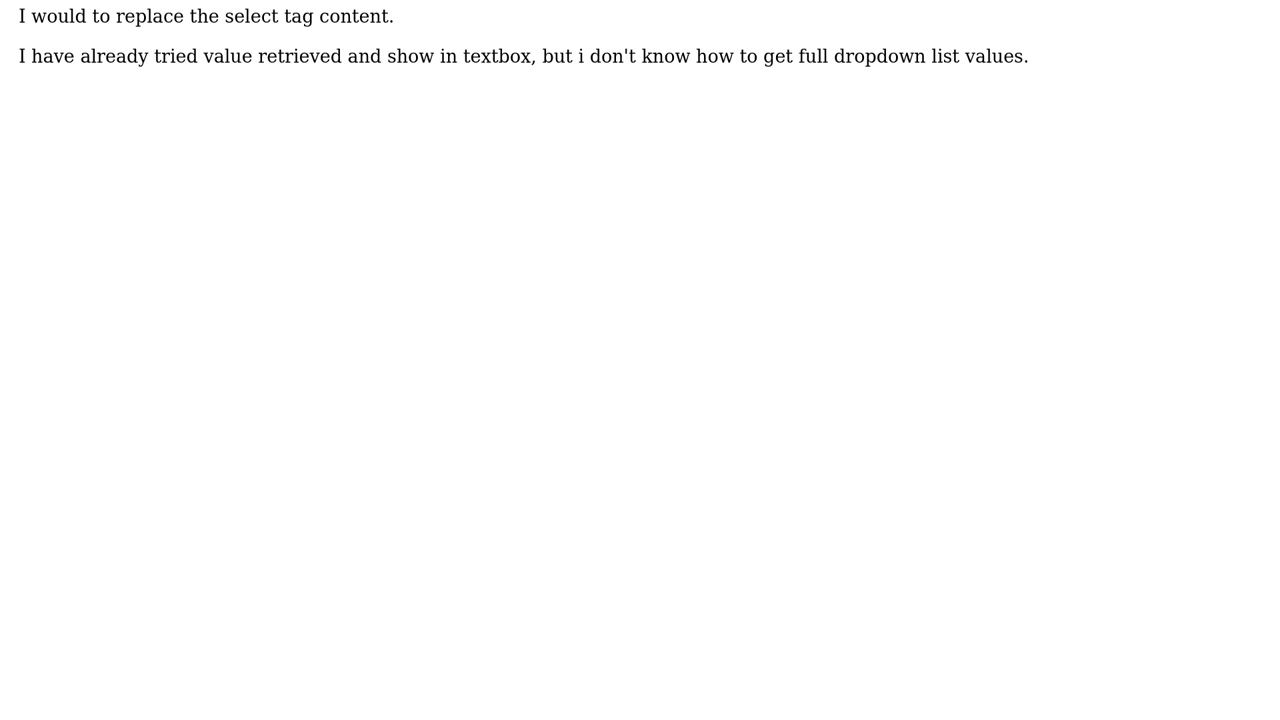 I would to replace the select tag content.
I have already tried value retrieved and show in textbox, but i don't know how to get full dropdown list values.